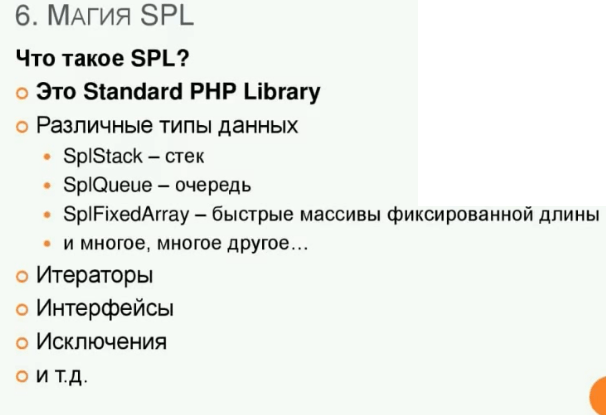 6. Магия SPL
Что такое SPL?
Это Standard PHP Library
Различные типы данных
SplStack – стек
SplQueue – очередь
SplFixedArray – быстрые массивы фиксированной длины
и многое, многое другое…
Итераторы
Интерфейсы
Исключения
и т.д.